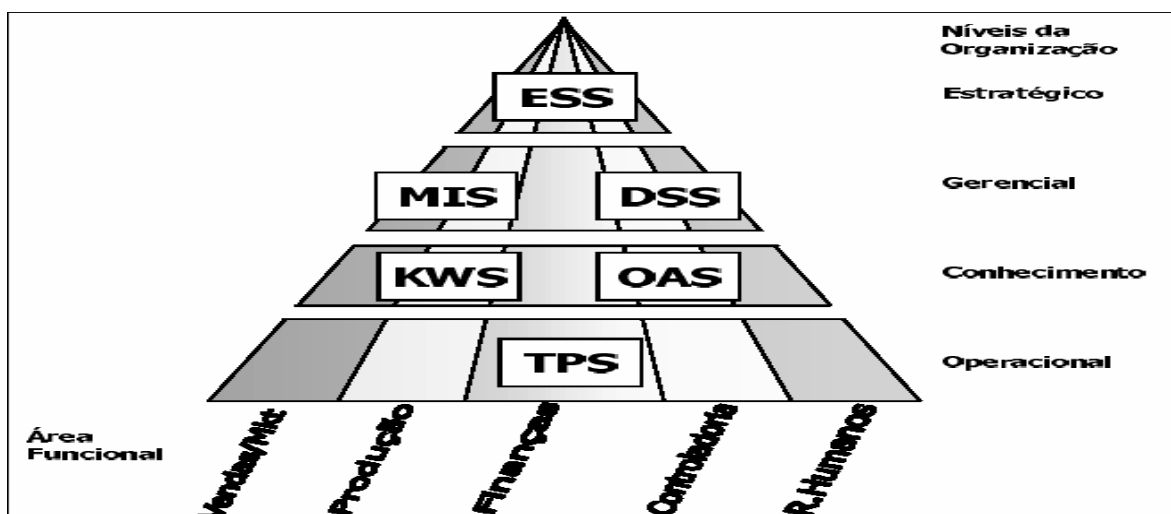 Níveis da
Organização
ESS
Estratégico
MIS
DSS
Gerencial
KWS
OAS
Conhecimento
TPS
Operacional
Área
Funcional
Vendas/Mkt
Produção
Finanças
Controladoria
R.Humanos